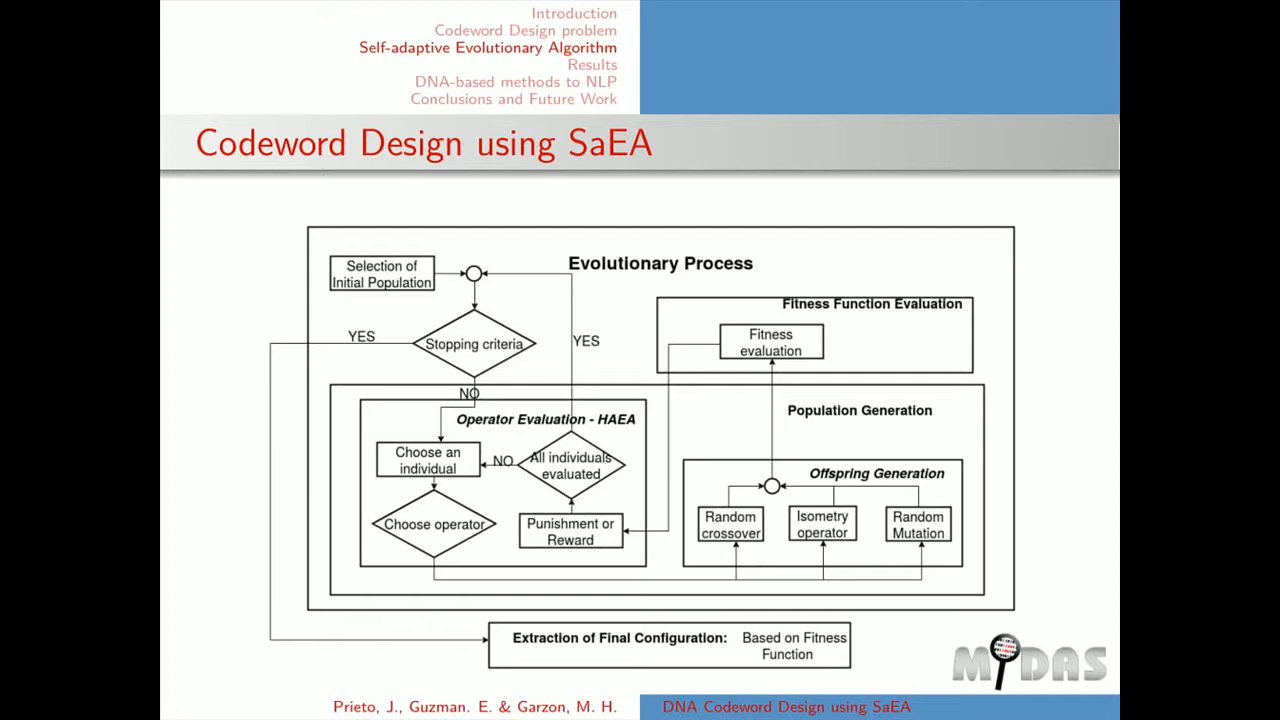 Introduction
Codeword Design problem
Self-adaptive Evolutionary Algorithm
Results
DNA-based methods to NLP
Conclusions and Future Work
Codeword Design using SaEA
Evolutionary Process
Selection of
Initial Population
Fitness Function Evaluation
Fitness
evaluation
YES
Stopping criteria
YES
NO
Population Generation
Operator Evaluation - HAEA
Choose an
individual
NO
All individuals
evaluated
Offspring Generation
Choose operator
Punishment or
Reward
Random
crossover
Isometry
operator
Random
Mutation
Extraction of Final Configuration:
Based on Fitness
Function
MIDAS
Prieto, J., Guzman. E. & Garzon, M. H.
DNA Codeword Design using SaEA